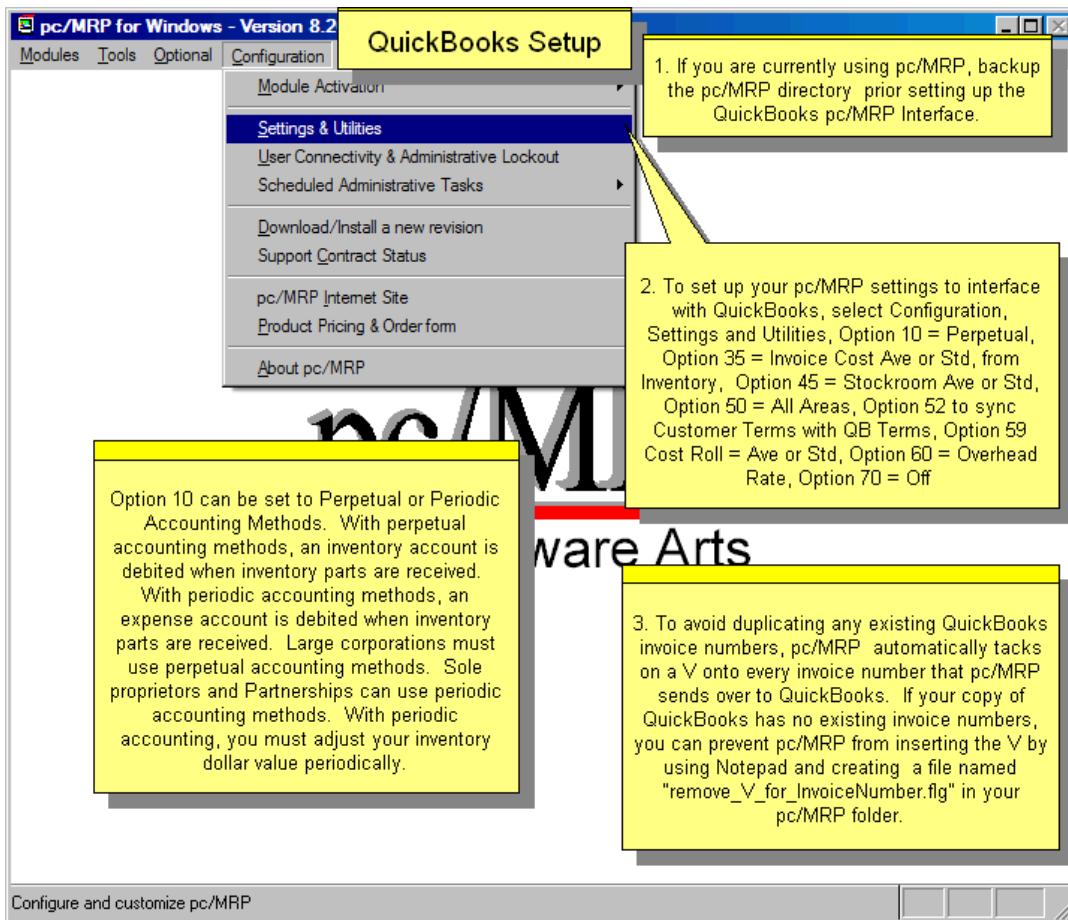 pc/MRP for Windows - Version 8.2
QuickBooks Setup
Modules Tools Optional Configuration
Module Activation
Settings & Utilities
User Connectivity & Administrative Lockout
Scheduled Administrative Tasks
Download/Install a new revision
Support Contract Status
pc/MRP Internet Site
Product Pricing & Order form
About pc/MRP
1. If you are currently using pc/MRP, backup
the pc/MRP directory prior setting up the
QuickBooks pc/MRP Interface.
2. To set up your pc/MRP settings to interface
with QuickBooks, select Configuration,
Settings and Utilities, Option 10 = Perpetual,
Option 35 = Invoice Cost Ave or Std, from
Inventory, Option 45 = Stockroom Ave or Std,
Option 50 = All Areas, Option 52 to sync
Customer Terms with QB Terms, Option 59
Cost Roll = Ave or Std, Option 60 = Overhead
Rate, Option 70 = Off
pc/M
ware Arts
Option 10 can be set to Perpetual or Periodic
Accounting Methods. With perpetual
accounting methods, an inventory account is
debited when inventory parts are received.
With periodic accounting methods, an
expense account is debited when inventory
parts are received. Large corporations must
use perpetual accounting methods. Sole
proprietors and Partnerships can use periodic
accounting methods. With periodic
accounting, you must adjust your inventory
dollar value periodically.
3. To avoid duplicating any existing QuickBooks
invoice numbers, pc/MRP automatically tacks
on a V onto every invoice number that pc/MRP
sends over to QuickBooks. If your copy of
QuickBooks has no existing invoice numbers,
you can prevent pc/MRP from inserting the V by
using Notepad and creating a file named
"remove_V_for_InvoiceNumber.flg" in your
pc/MRP folder.
Configure and customize pc/MRP